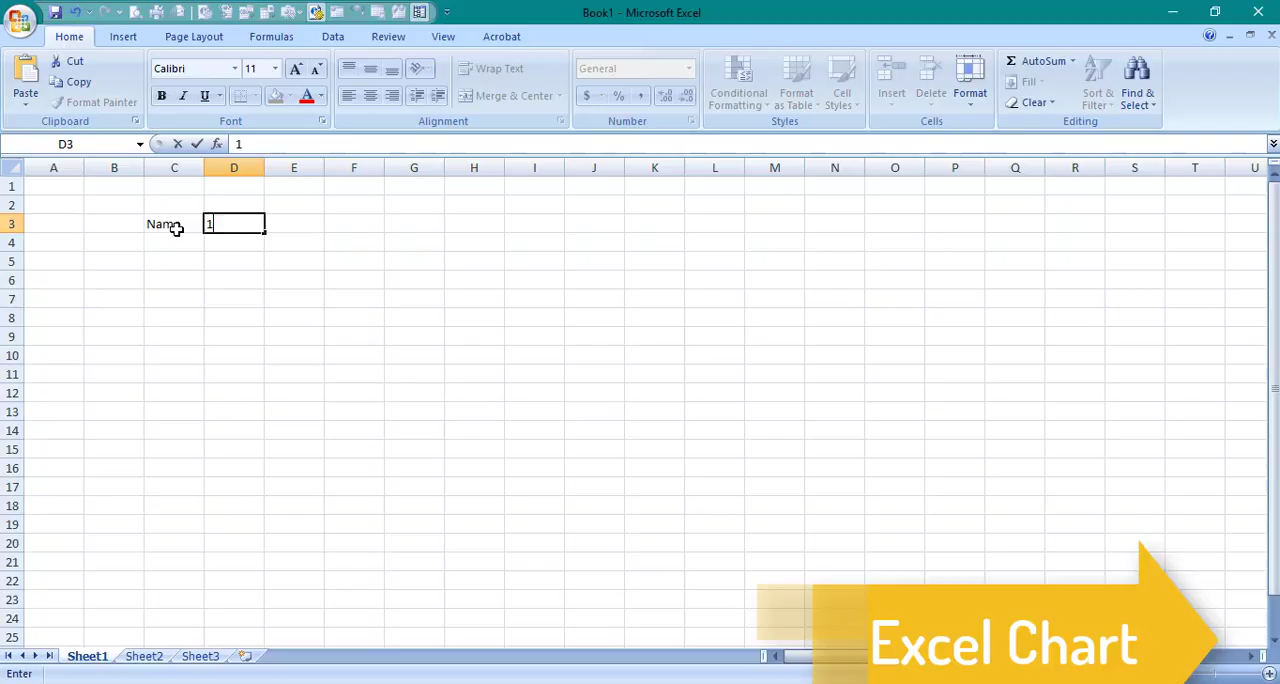 Book1 - Microsoft Excel
Home Insert Page Layout Formulas Data Review View Acrobat
Paste
Cut
Copy
Format Painter
Clipboard
Calibri 11
Font
Wrap Text
Merge & Center
Alignment
General
Number
Conditional Formatting
Format as Table
Cell Styles
Styles
Insert Delete Format
Cells
AutoSum
Fill
Clear
Sort & Filter
Find & Select
Editing
D3 fx 1
A B C D E F G H I J K L M N O P Q R S T U
1
2
3 Name 1
4
5
6
7
8
9
10
11
12
13
14
15
16
17
18
19
20
21
22
23
24
25
Excel Chart
Sheet1 Sheet2 Sheet3
Enter